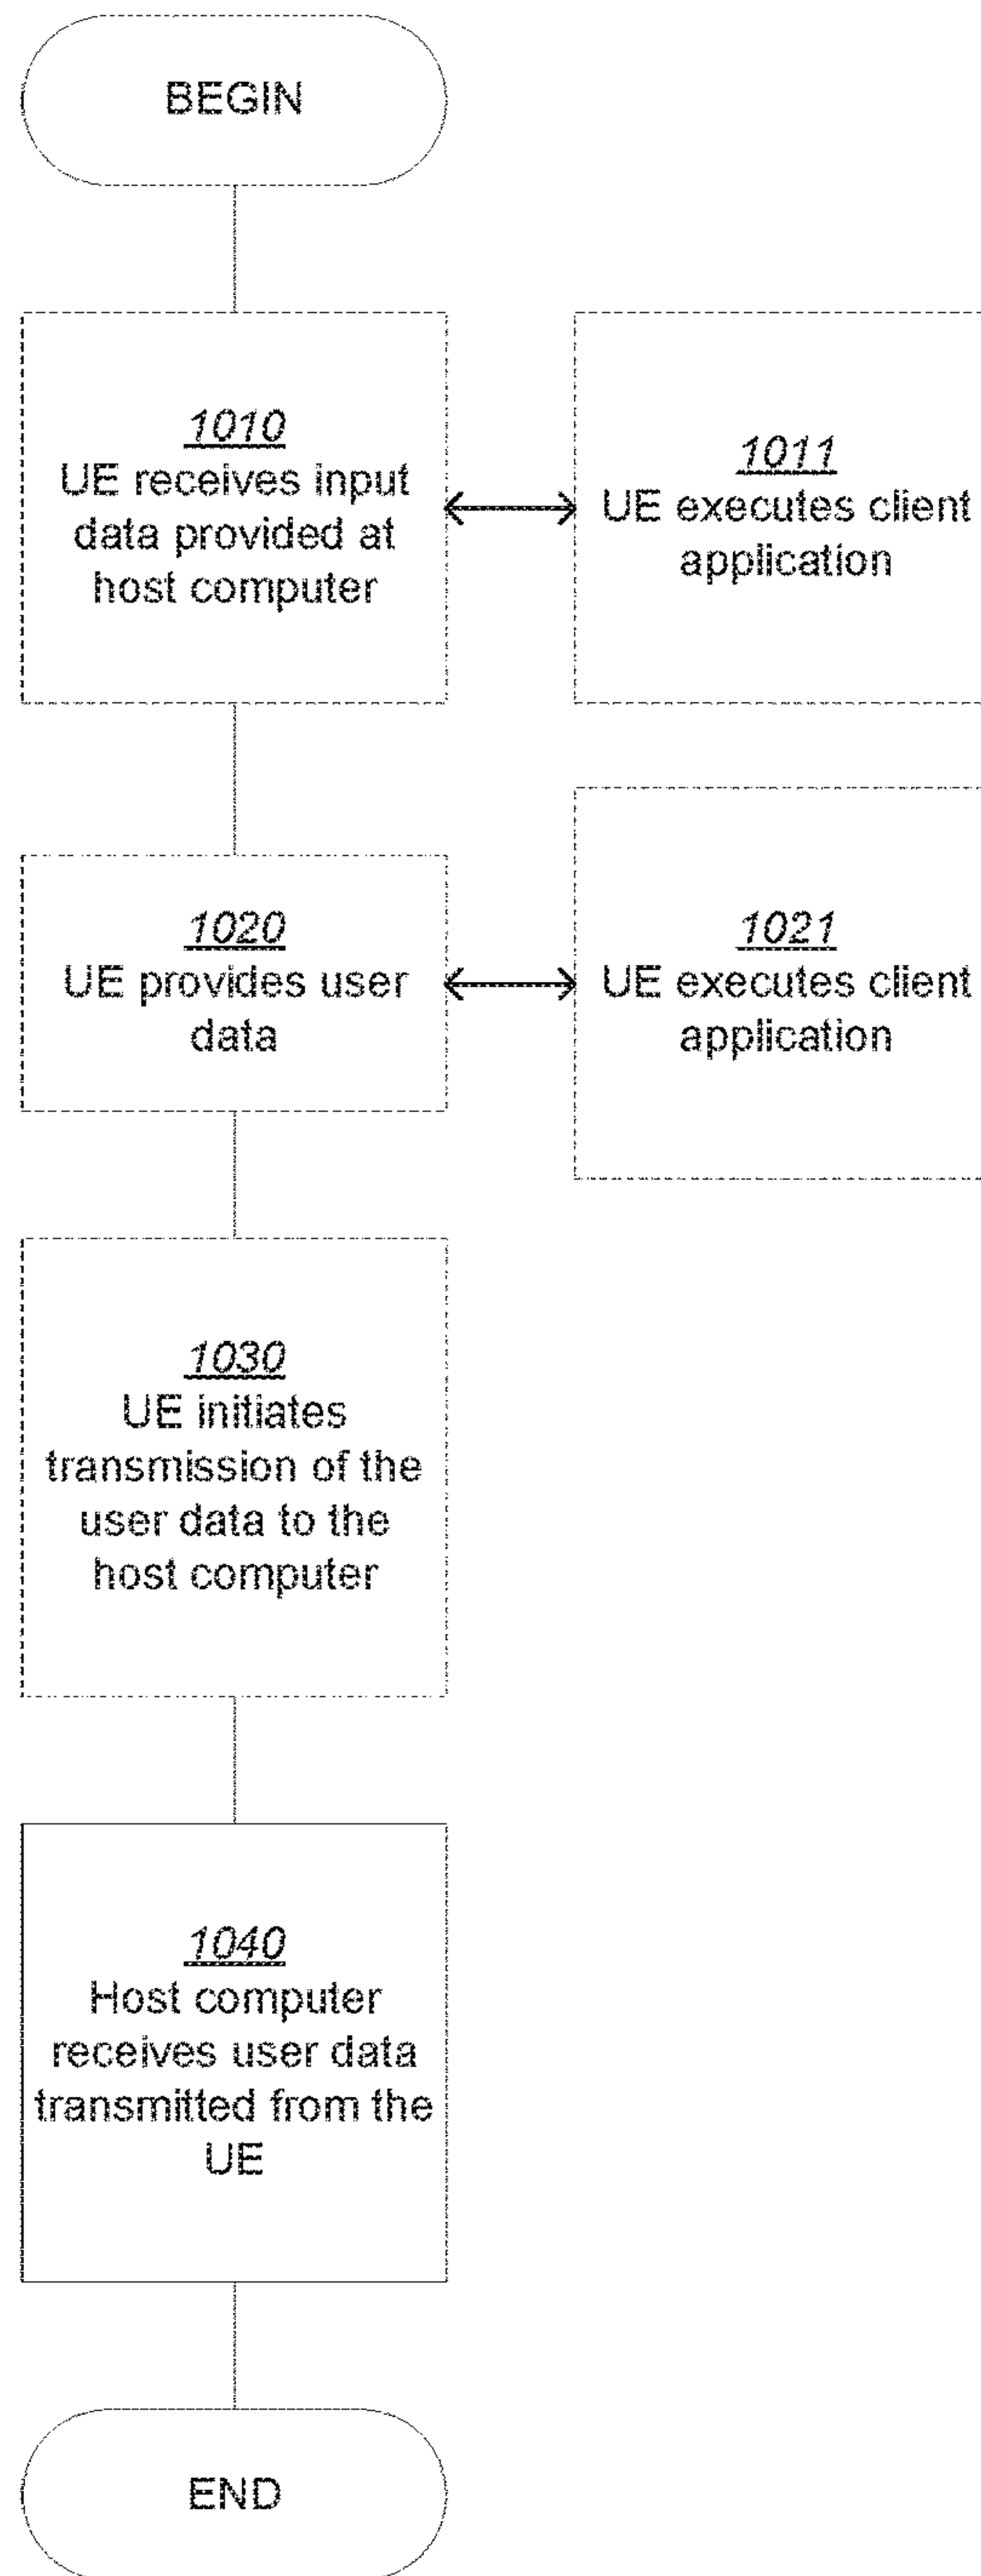 BEGIN
1010
UE receives input
data provided at
host computer
1011
UE executes client
application
1020
UE provides user
data
1021
UE executes client
application
1030
UE initiates
transmission of the
user data to the
host computer
1040
Host computer
receives user data
transmitted from the
UE
END